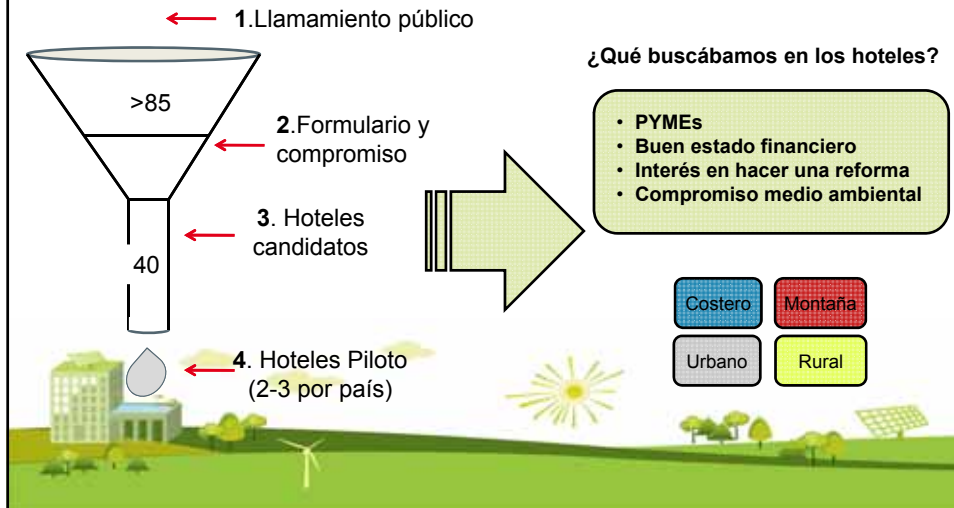 1.Llamamiento público
>85
2.Formulario y
compromiso
3. Hoteles
candidatos
40
4. Hoteles Piloto
(2-3 por país)
¿Qué buscábamos en los hoteles?
• PYMEs
• Buen estado financiero
• Interés en hacer una reforma
• Compromiso medio ambiental
Costero
Montaña
Urbano
Rural